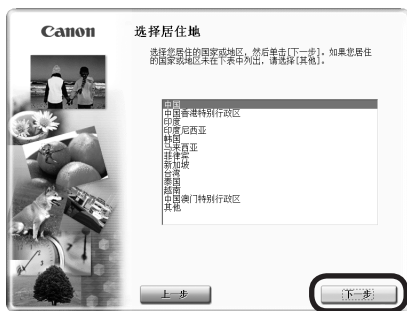 Canon
选择居住地
选择您居住的国家或地区，然后单击[下一步]。如果您居住
的国家或地区未在下表中列出，请选择[其他]。
中国
中国香港特别行政区
印度
印度尼西亚
韩国
马来西亚
菲律宾
新加坡
台湾
泰国
越南
中国澳门特别行政区
其他
上一步
下一步